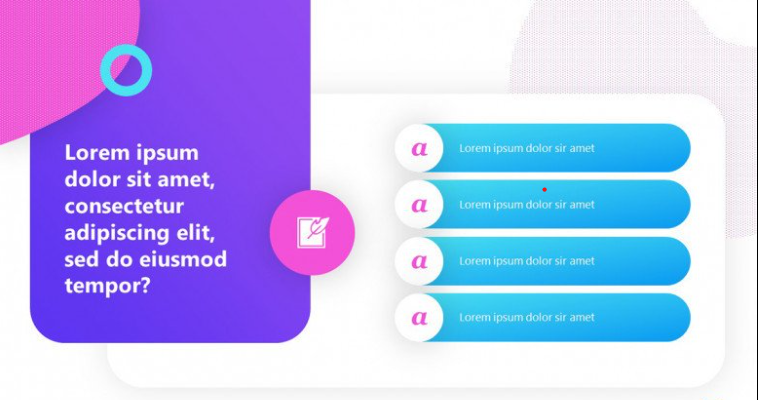 Lorem ipsum
dolor sit amet,
consectetur
adipiscing elit,
sed do eiusmod
tempor?
a Lorem ipsum dolor sir amet
a Lorem ipsum dolor sir amet
a Lorem ipsum dolor sir amet
a Lorem ipsum dolor sir amet